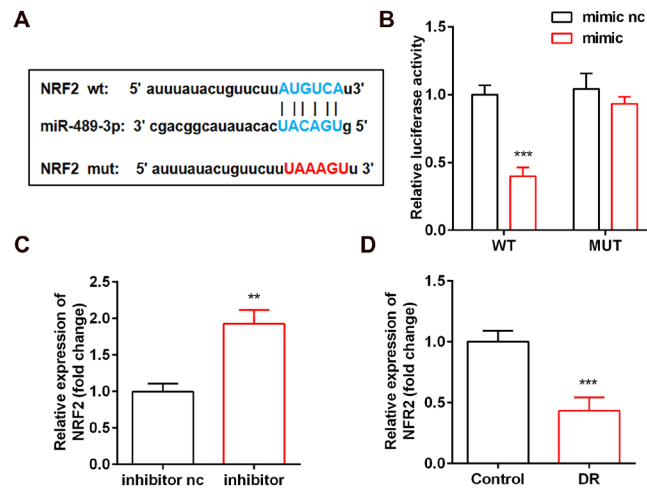 A
NRF2 wt: 5' auuuauacuguucuuAUGUCAu3'
miR-489-3p: 3' cgacggcauauacacUACAGUg 5'
NRF2 mut: 5' auuuauacuguucuuUAAAGUu 3'
B
mimic nc
mimic
Relative luciferase activity
1.5
1.0
0.5
0.0
***
WT MUT
C
Relative expression of
NRF2 (fold change)
2.5
2.0
1.5
1.0
0.5
0.0
**
inhibitor nc inhibitor
D
Relative expression of
NFR2 (fold change)
1.5
1.0
0.5
0.0
***
Control DR